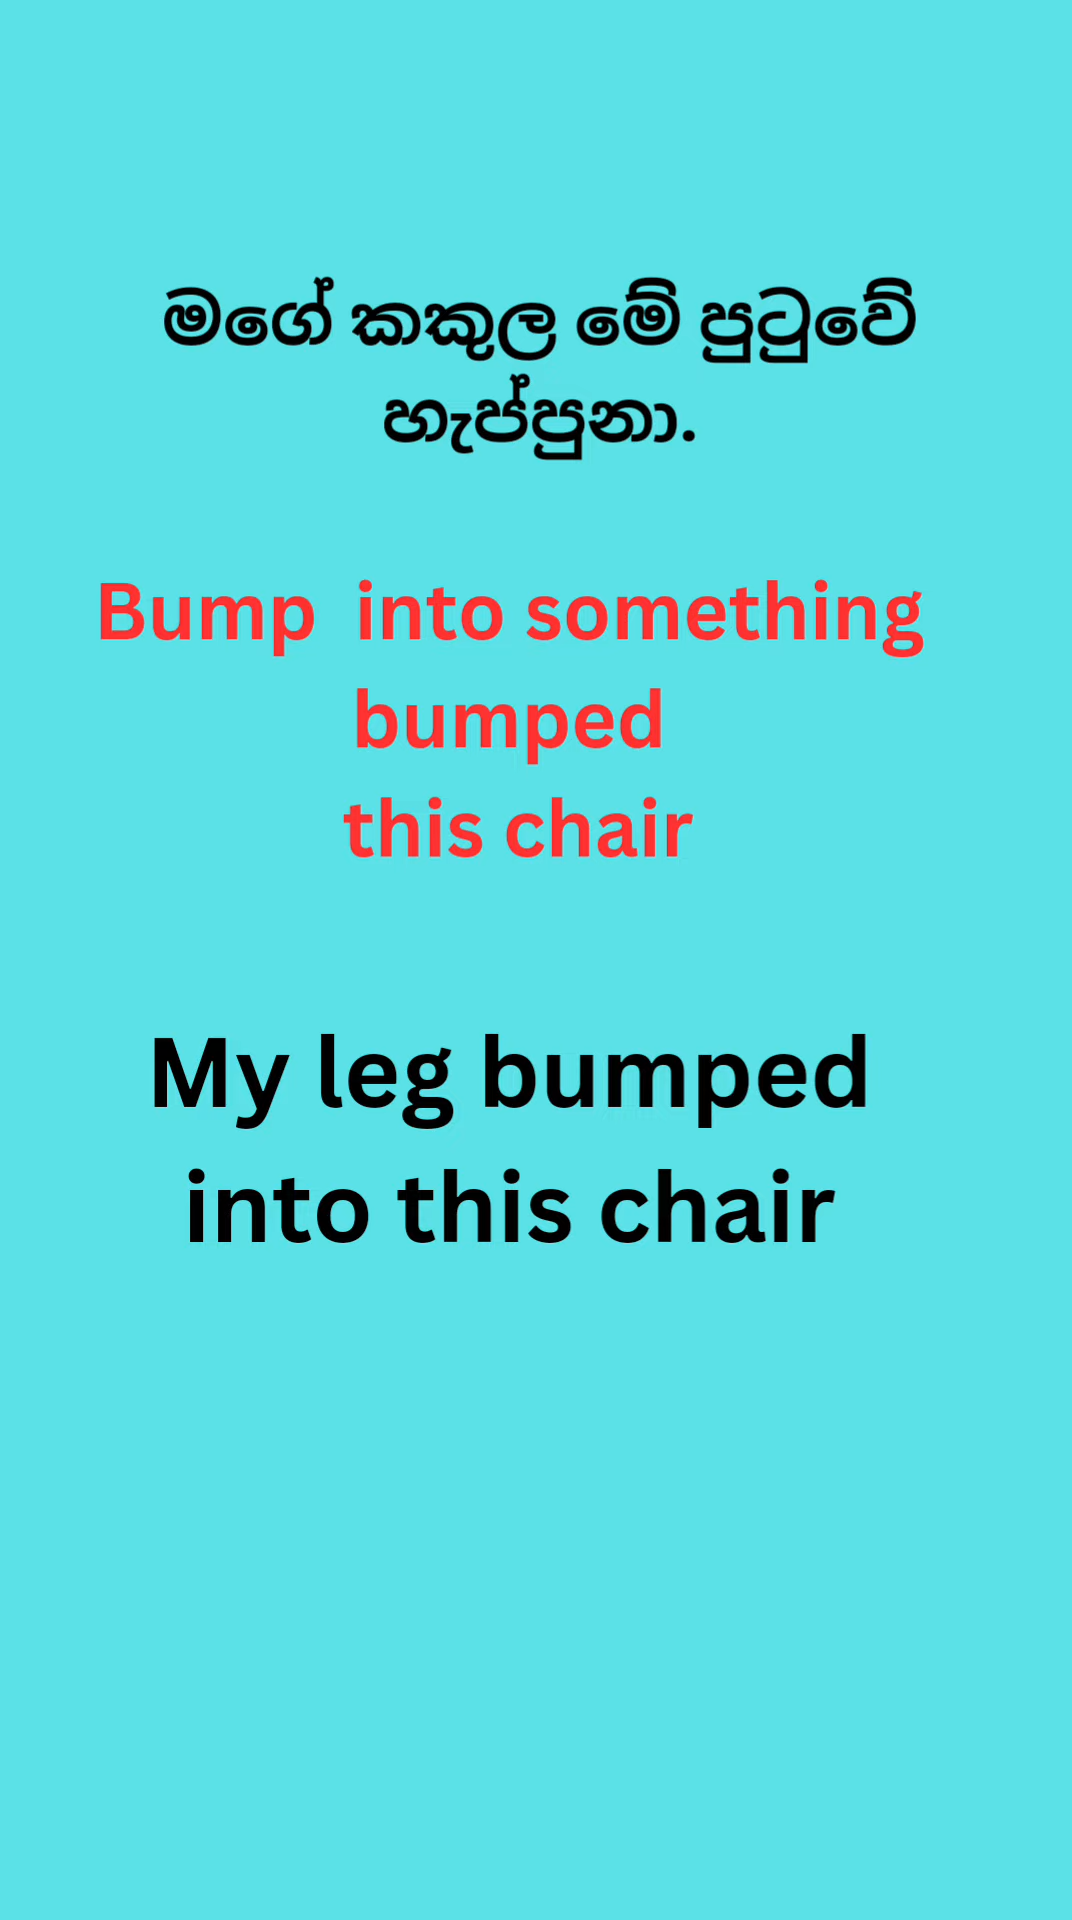 මගේ කකුල මේ පුටුවේ
හැප්පුනා.
Bump  into something
bumped
this chair
My leg bumped
into this chair